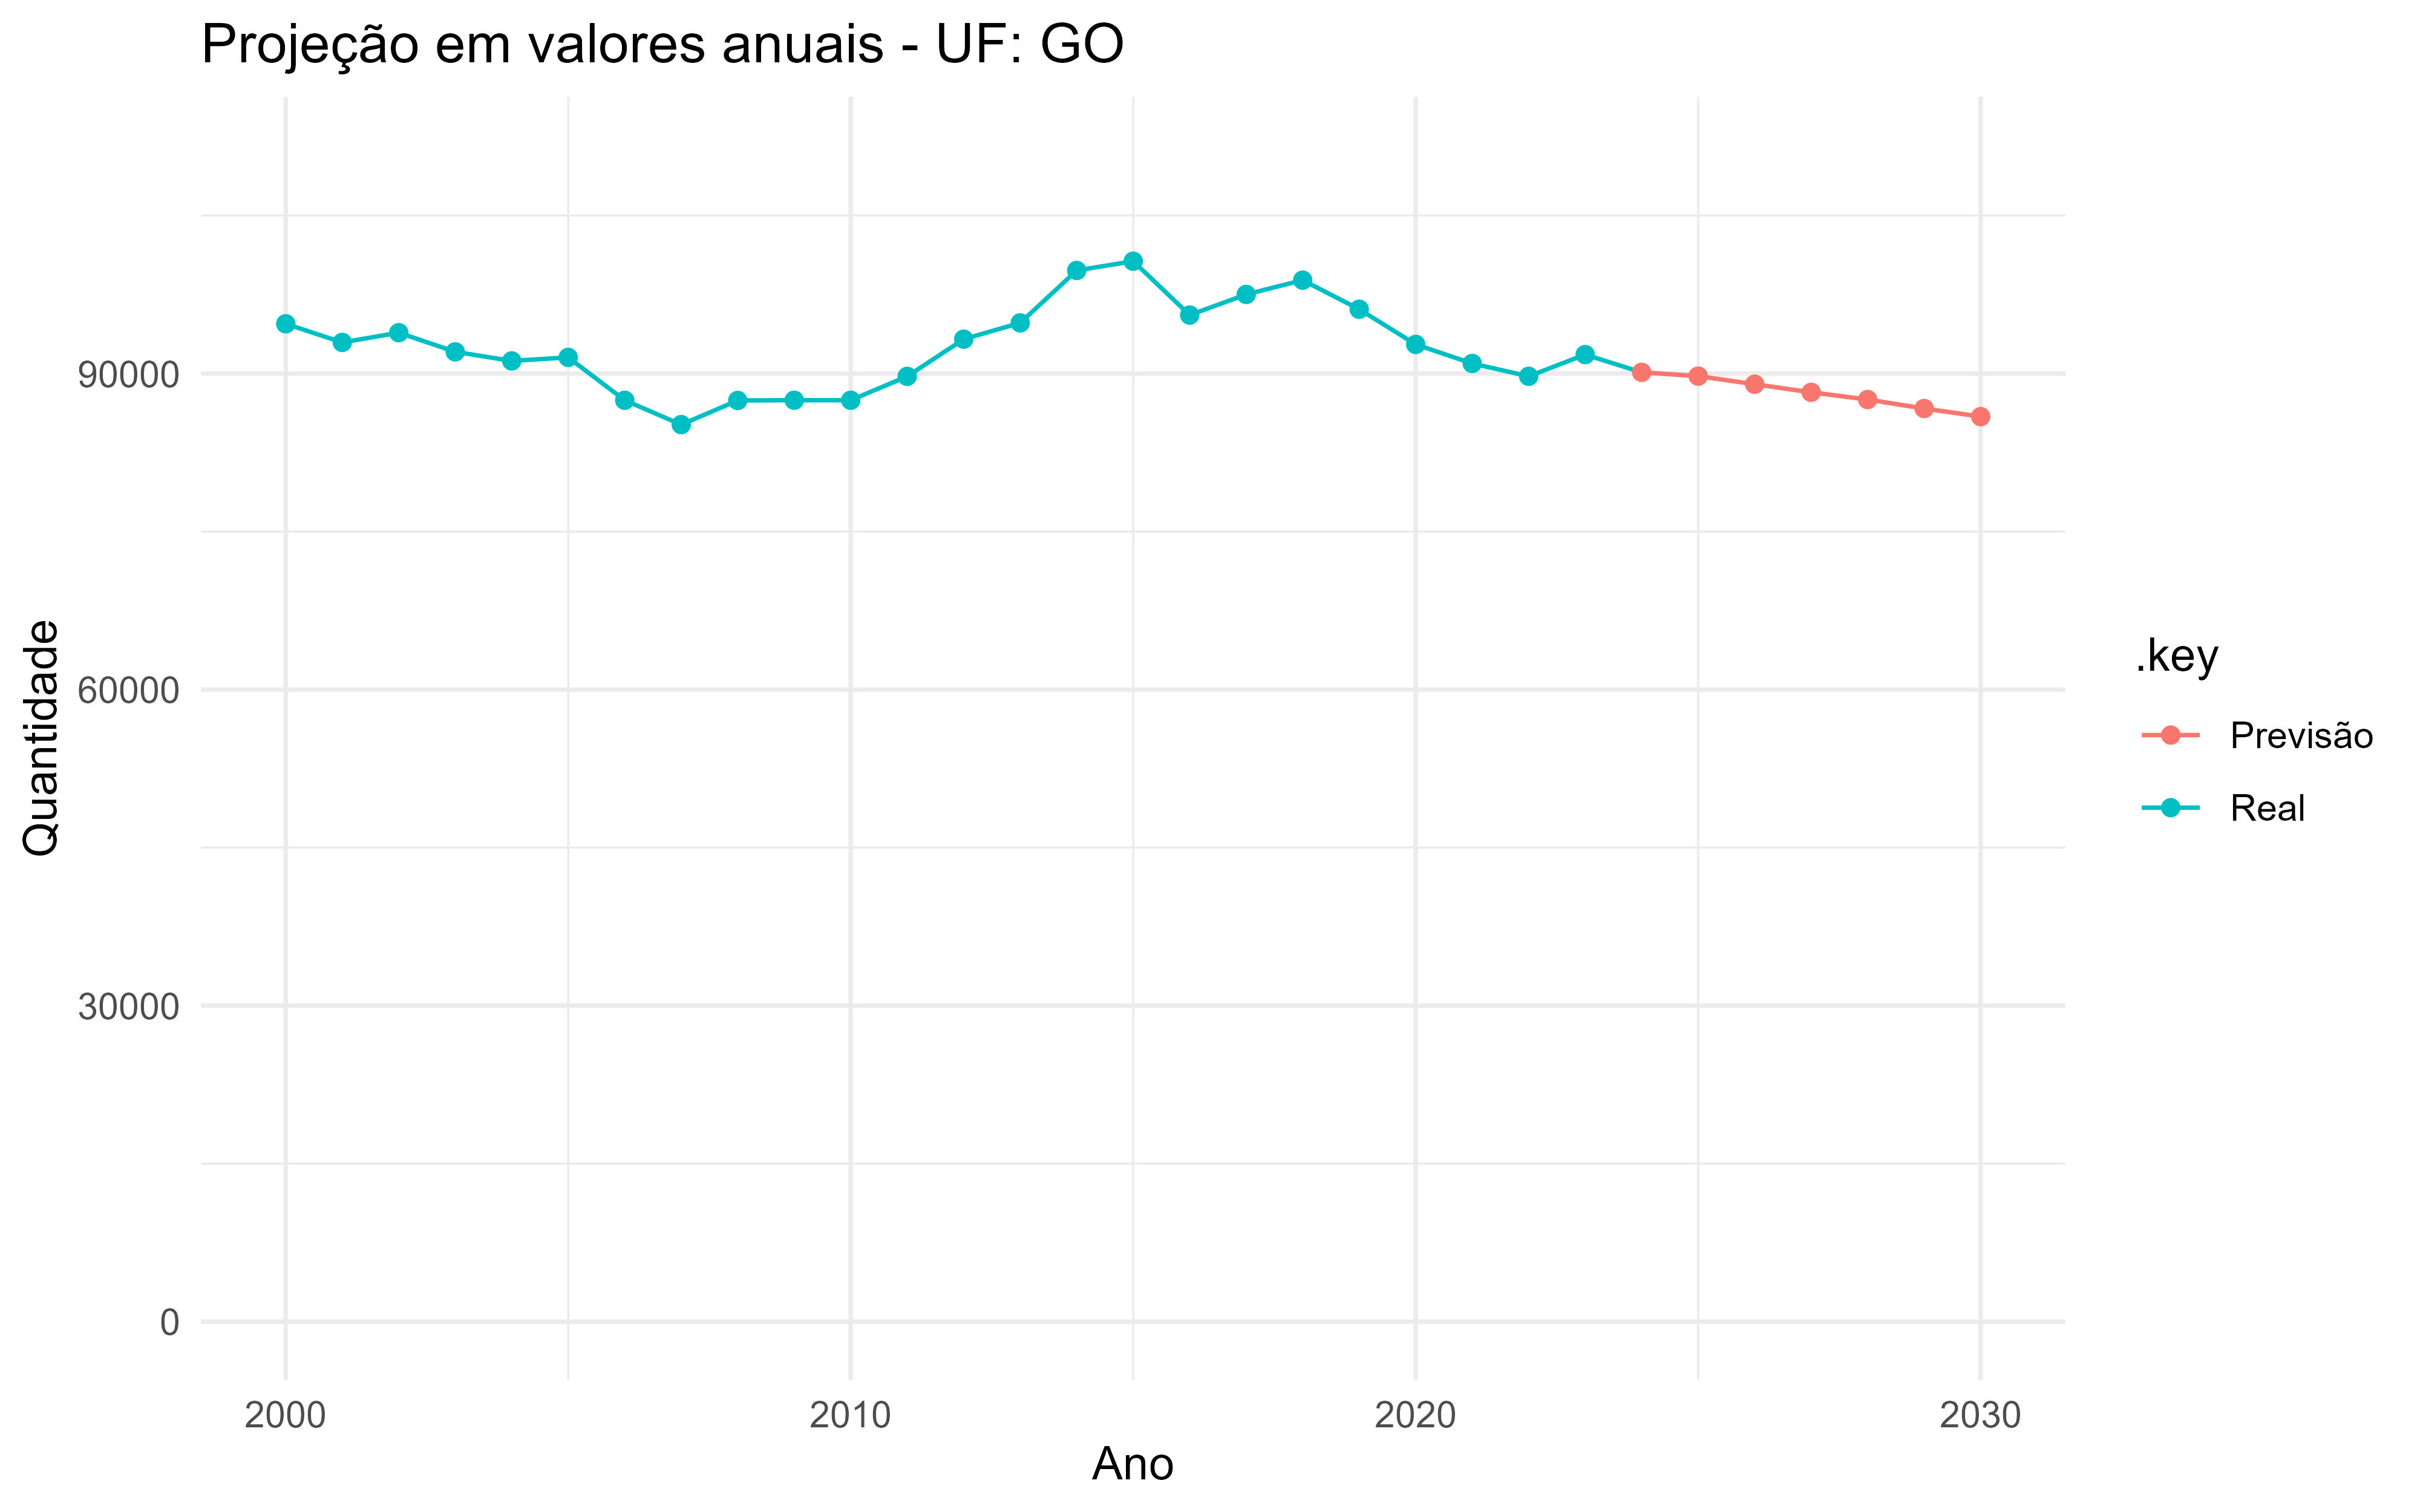 Projeção em valores anuais - UF: GO
Quantidade
90000
60000
30000
0
2000
2010
2020
2030
Ano
.key
Previsão
Real